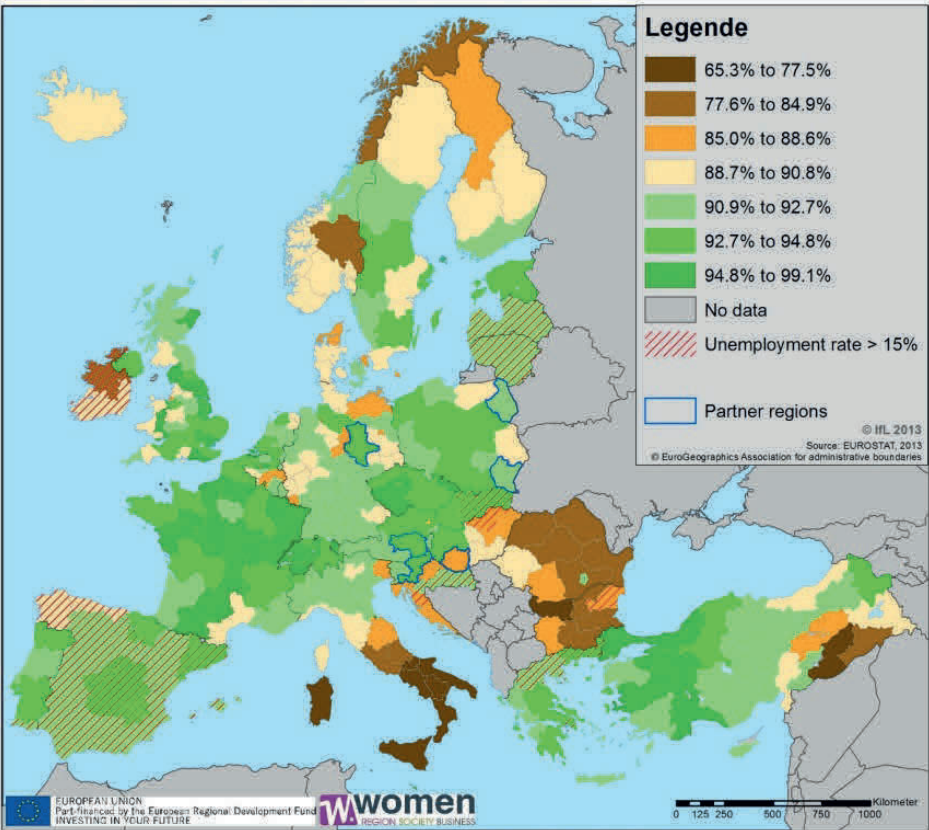 Legende
65.3% to 77.5%
77.6% to 84.9%
85.0% to 88.6%
88.7% to 90.8%
90.9% to 92.7%
92.7% to 94.8%
94.8% to 99.1%
No data
Unemployment rate > 15%
Partner regions
© IfL 2013
Source: EUROSTAT, 2013
© EuroGeographics Association for administrative boundaries
EUROPEAN UNION
Part-financed by the European Regional Development Fund
INVESTING IN YOUR FUTURE
W. women
REGION SOCIETY BUSINESS
Kilometer
0 125 250 500 750 1000